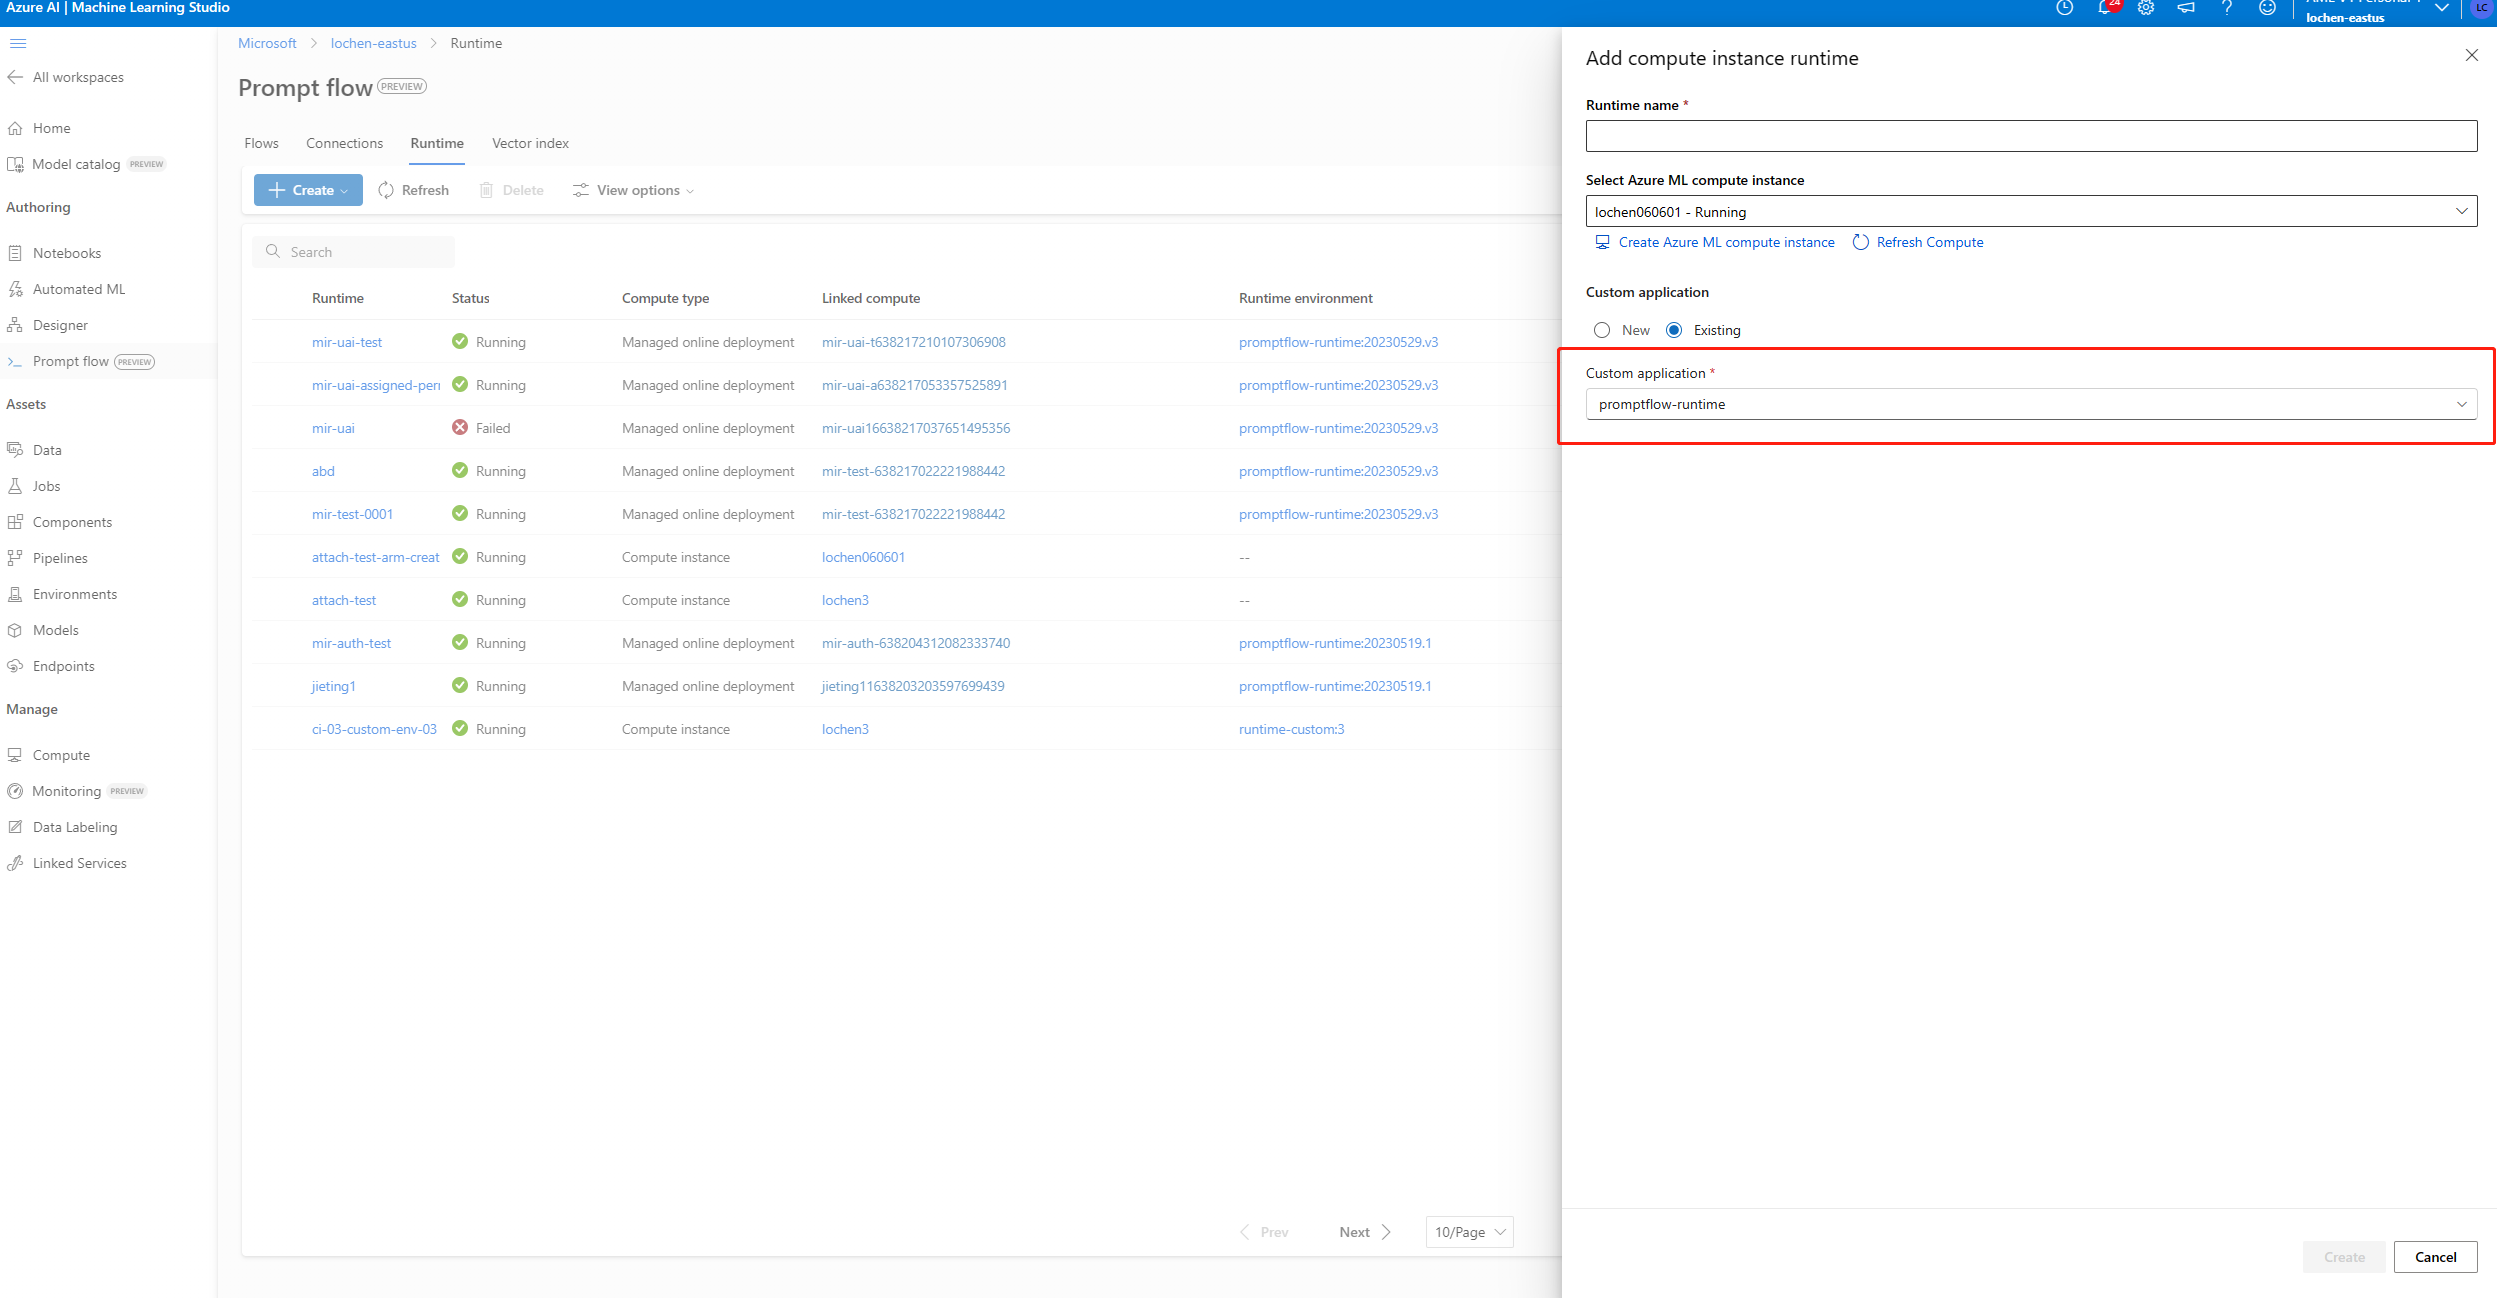 Azure AI | Machine Learning Studio
24
lochen-eastus
LC
All workspaces
Home
Model catalog PREVIEW
Authoring
Notebooks
Automated ML
Designer
Prompt flow PREVIEW
Assets
Data
Jobs
Components
Pipelines
Environments
Models
Endpoints
Manage
Compute
Monitoring PREVIEW
Data Labeling
Linked Services
Microsoft > lochen-eastus > Runtime
Prompt flow PREVIEW
Flows Connections Runtime Vector index
Create Refresh Delete View options
Search
Runtime Status Compute type Linked compute Runtime environment
mir-uai-test Running Managed online deployment mir-uai-t638217210107306908 promptflow-runtime:20230529.v3
mir-uai-assigned-perr Running Managed online deployment mir-uai-a638217053357525891 promptflow-runtime:20230529.v3
mir-uai Failed Managed online deployment mir-uai16638217037651495356 promptflow-runtime:20230529.v3
abd Running Managed online deployment mir-test-638217022221988442 promptflow-runtime:20230529.v3
mir-test-0001 Running Managed online deployment mir-test-638217022221988442 promptflow-runtime:20230529.v3
attach-test-arm-creat Running Compute instance lochen060601 --
attach-test Running Compute instance lochen3 --
mir-auth-test Running Managed online deployment mir-auth-638204312082333740 promptflow-runtime:20230519.1
jieting1 Running Managed online deployment jieting11638203203597699439 promptflow-runtime:20230519.1
ci-03-custom-env-03 Running Compute instance lochen3 runtime-custom:3
Prev Next 10/Page
Add compute instance runtime
Runtime name *
Select Azure ML compute instance
lochen060601 - Running
Create Azure ML compute instance Refresh Compute
Custom application
New Existing
Custom application *
promptflow-runtime
Create Cancel